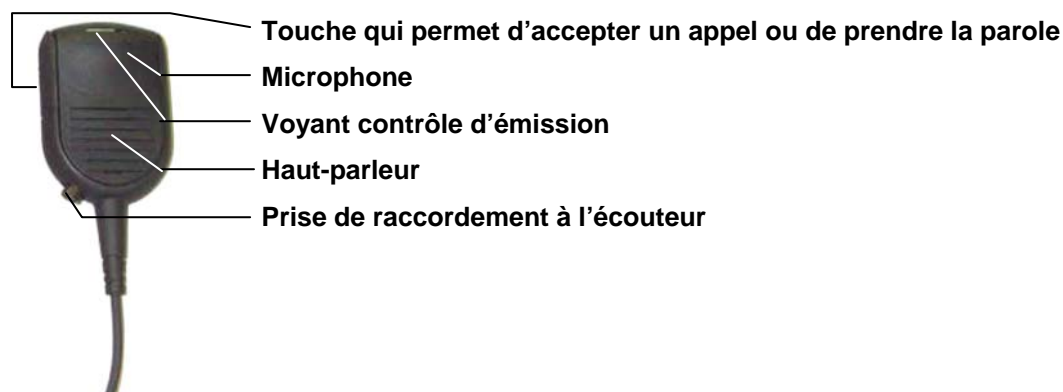 Touche qui permet d'accepter un appel ou de prendre la parole
Microphone
Voyant contrôle d'émission
Haut-parleur
Prise de raccordement à l'écouteur